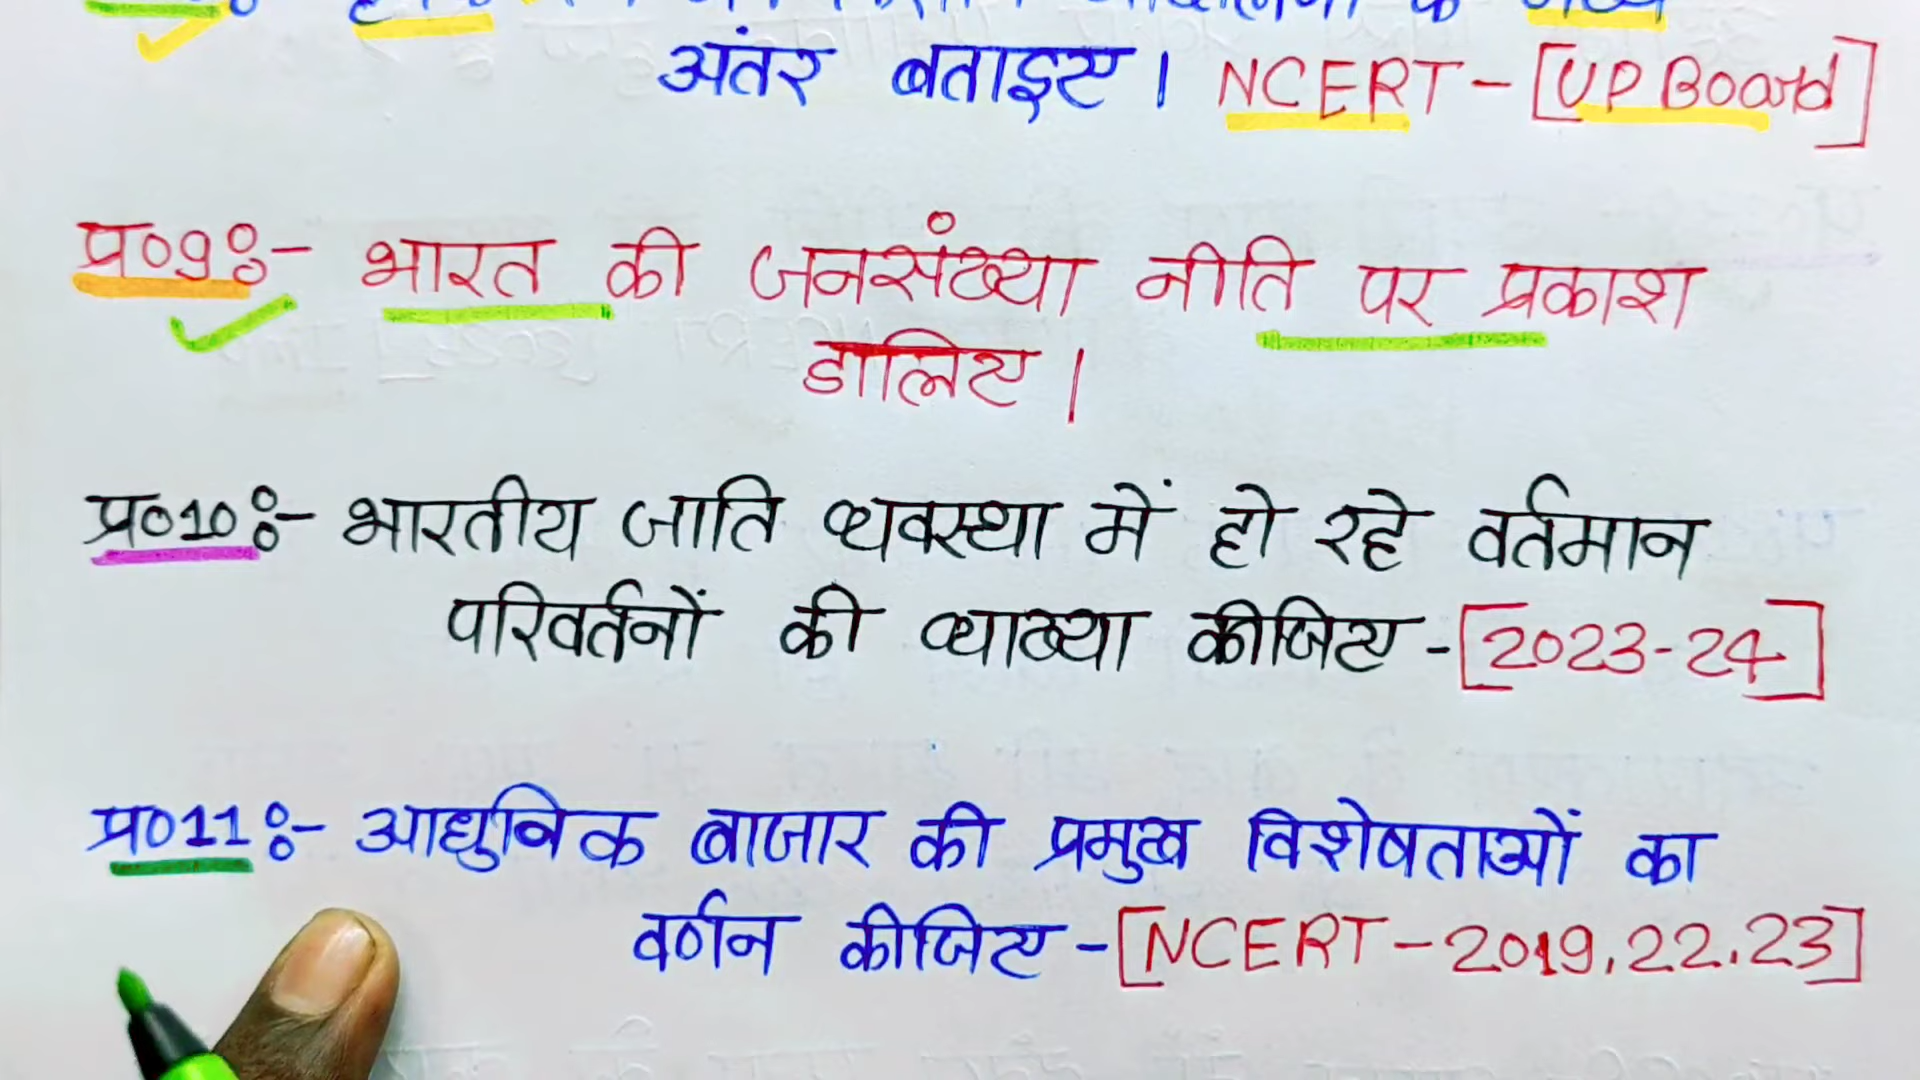 के मध्य
अंतर बताइए। NCERT - [UP Board]
प्र०9ः- भारत की जनसंख्या नीति पर प्रकाश
डालिए।
प्र०10ः- भारतीय जाति व्यवस्था में हो रहे वर्तमान
परिवर्तनों की व्याख्या कीजिए -[2023-24]
प्र०11ः- आधुनिक बाजार की प्रमुख विशेषताओं का
वर्णन कीजिए -[NCERT - 2019,22,23]